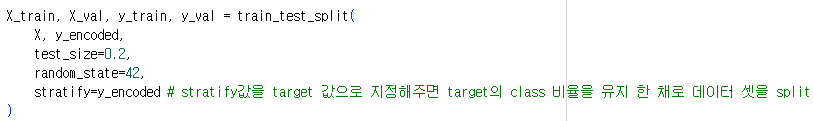 X_train, X_val, y_train, y_val = train_test_split(
    X, y_encoded,
    test_size=0.2,
    random_state=42,
    stratify=y_encoded # stratify값을 target 값으로 지정해주면 target의 class 비율을 유지 한 채로 데이터 셋을 split
)